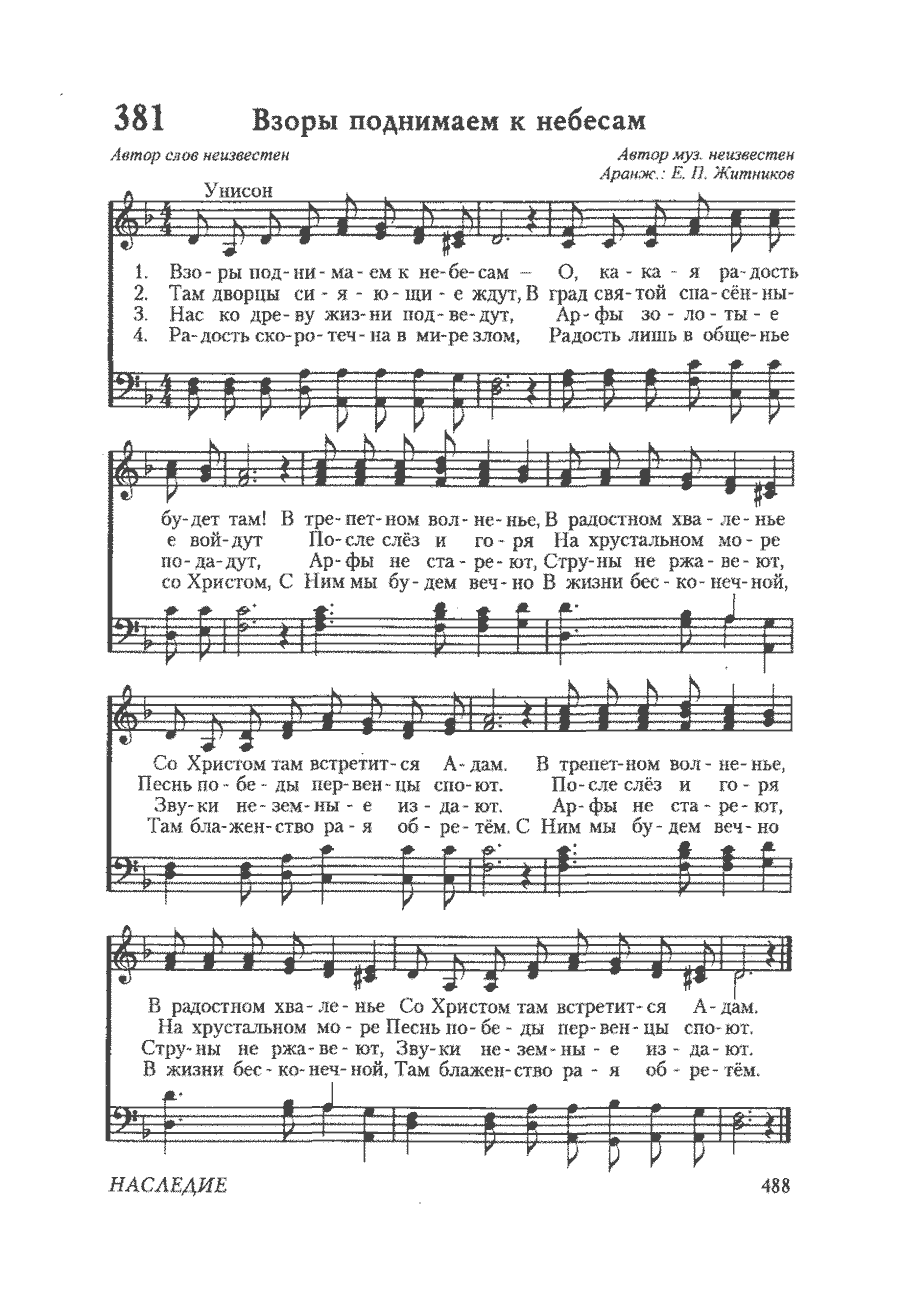 381 Взоры поднимаем к небесам
Автор слов неизвестен Автор муз. неизвестен
Аранж.: Е. П. Житников
Унисон
1. Взо - ры под- ни - ма - ем к не-бе-сам – О, ка - ка - я ра- дость
2. Там дворцы си - я - ю - щи - е ждут, В град свя- той спа- сён- ны-
3. Нас ко дре- ву жиз- ни под - ве- дут, Ар- фы зо - ло - ты - е
4. Ра- дость ско- ро- теч - на в ми-ре злом, Радость лишь в обще- нье
бу- дет там! В тре- пет- ном вол- не- нье, В радостном хва - ле - нье
е вой- дут По- сле слёз и го - ря На хрустальном мо - ре
по- да- дут, Ар- фы не ста - ре- ют, Стру- ны не ржа - ве - ют,
со Христом, С Ним мы бу- дем веч- но В жизни бес - ко- неч- ной,
Со Христом там встретит- ся А- дам. В трепет-ном вол - не- нье,
Песнь по - бе - ды пер- вен- цы спо- ют. По- сле слёз и го - ря
Зву- ки не - зем- ны - е из - да- ют. Ар- фы не ста - ре- ют,
Там бла-жен- ство ра - я об - ре- тём. С Ним мы бу- дем веч- но
В радостном хва- ле - нье Со Христом там встретит- ся А- дам.
На хрустальном мо - ре Песнь по- бе - ды пер- вен- цы спо- ют.
Стру- ны не ржа- ве - ют, Зву- ки не - зем- ны - е из - да- ют.
В жизни бес - ко- неч- ной, Там блажен- ство ра - я об - ре- тём.
НАСЛЕДИЕ 488